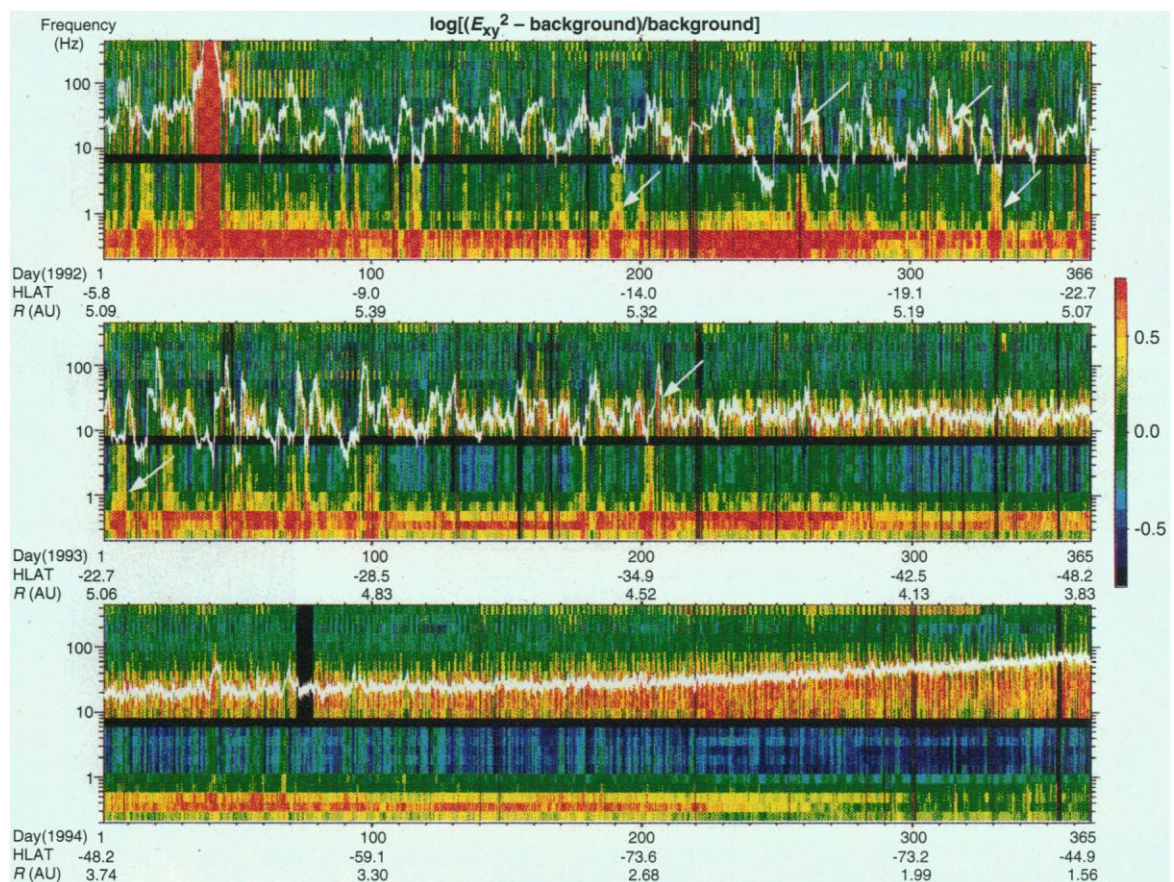 Frequency (Hz)
log[(Exy² – background)/background]
100
10
1
Day(1992) 1 100 200 300 366
HLAT -5.8 -9.0 -14.0 -19.1 -22.7
R (AU) 5.09 5.39 5.32 5.19 5.07
100
10
1
Day(1993) 1 100 200 300 365
HLAT -22.7 -28.5 -34.9 -42.5 -48.2
R (AU) 5.06 4.83 4.52 4.13 3.83
0.5
0.0
-0.5
100
10
1
Day(1994) 1 100 200 300 365
HLAT -48.2 -59.1 -73.6 -73.2 -44.9
R (AU) 3.74 3.30 2.68 1.99 1.56